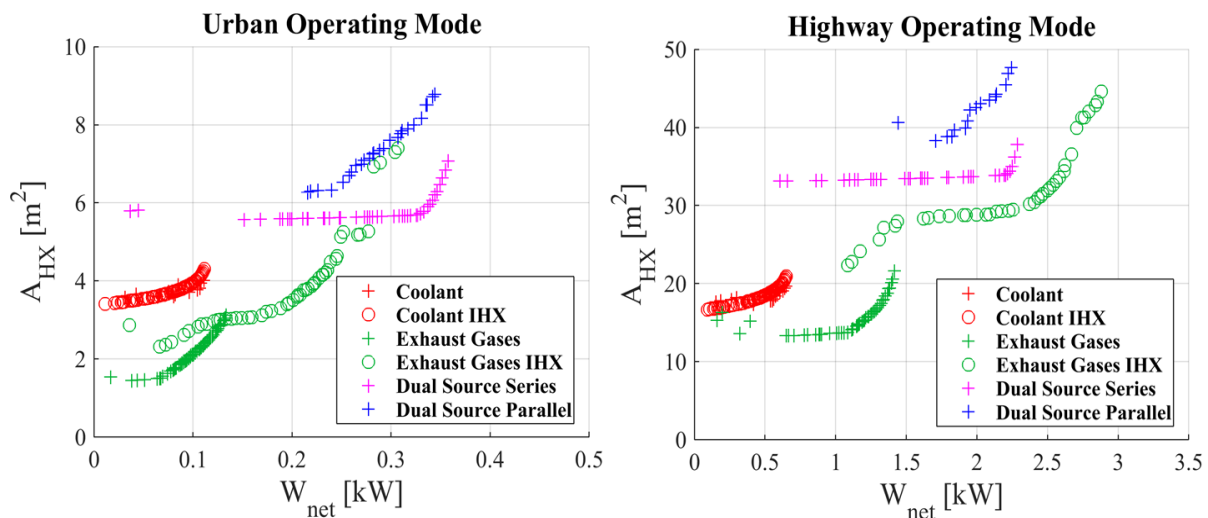 Urban Operating Mode
10
8
6
4
2
0
A_HX [m²]
0 0.1 0.2 0.3 0.4 0.5
W_net [kW]
Coolant
Coolant IHX
Exhaust Gases
Exhaust Gases IHX
Dual Source Series
Dual Source Parallel
Highway Operating Mode
50
40
30
20
10
0
A_HX [m²]
0 0.5 1 1.5 2 2.5 3 3.5
W_net [kW]
Coolant
Coolant IHX
Exhaust Gases
Exhaust Gases IHX
Dual Source Series
Dual Source Parallel